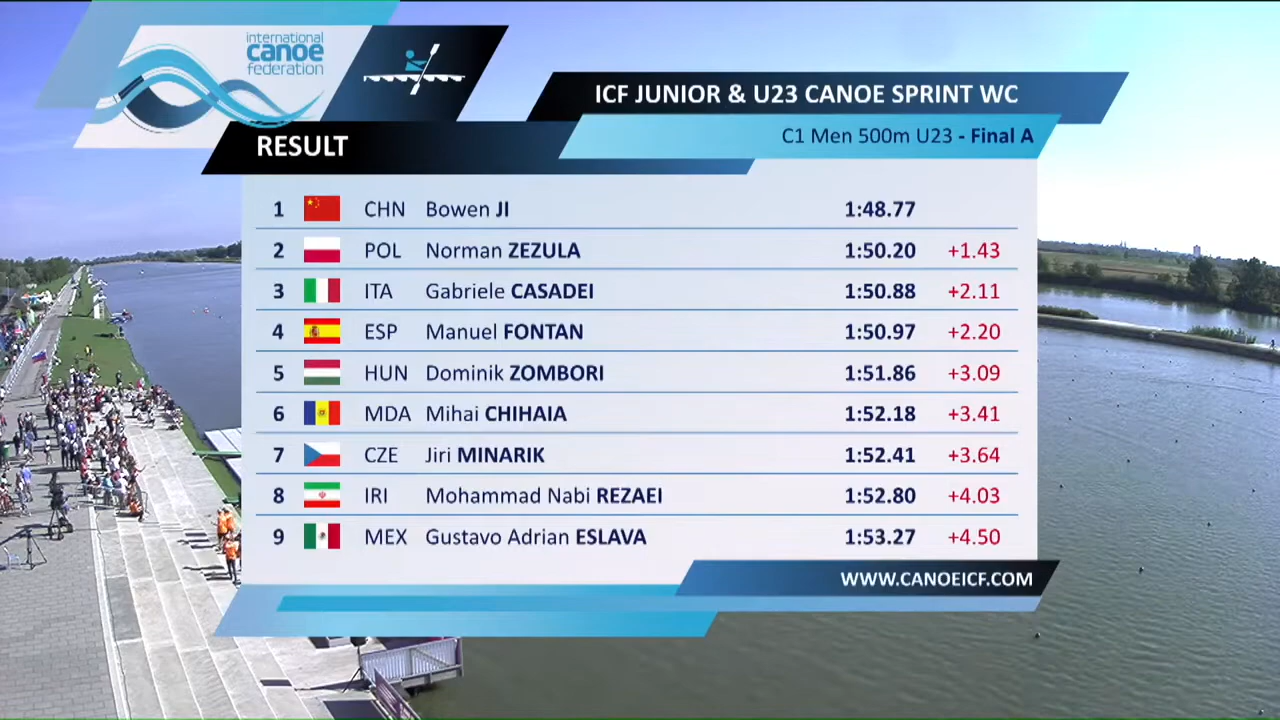 international
canoe
federation
ICF JUNIOR & U23 CANOE SPRINT WC
C1 Men 500m U23 - Final A
RESULT
1 CHN Bowen JI 1:48.77
2 POL Norman ZEZULA 1:50.20 +1.43
3 ITA Gabriele CASADEI 1:50.88 +2.11
4 ESP Manuel FONTAN 1:50.97 +2.20
5 HUN Dominik ZOMBORI 1:51.86 +3.09
6 MDA Mihai CHIHAIA 1:52.18 +3.41
7 CZE Jiri MINARIK 1:52.41 +3.64
8 IRI Mohammad Nabi REZAEI 1:52.80 +4.03
9 MEX Gustavo Adrian ESLAVA 1:53.27 +4.50
WWW.CANOEICF.COM